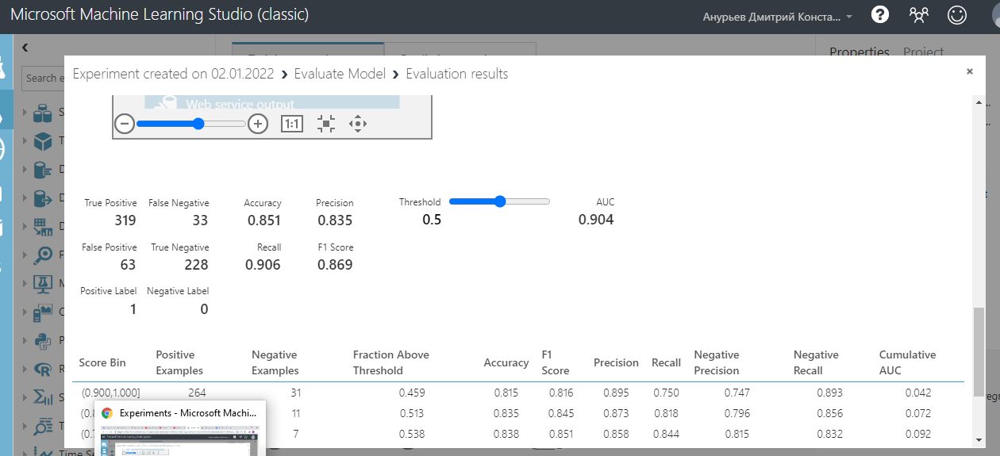 Microsoft Machine Learning Studio (classic)
Анурьев Дмитрий Конста...
Properties Project
Experiment created on 02.01.2022 > Evaluate Model > Evaluation results
Search e
Web service output
1:1
True Positive False Negative Accuracy Precision Threshold AUC
319 33 0.851 0.835 0.5 0.904
False Positive True Negative Recall F1 Score
63 228 0.906 0.869
Positive Label Negative Label
1 0
Score Bin Positive Examples Negative Examples Fraction Above Threshold Accuracy F1 Score Precision Recall Negative Precision Negative Recall Cumulative AUC
(0.900,1.000] 264 31 0.459 0.815 0.816 0.895 0.750 0.747 0.893 0.042
11 0.513 0.835 0.845 0.873 0.818 0.796 0.856 0.072
7 0.538 0.838 0.851 0.858 0.844 0.815 0.832 0.092
Experiments - Microsoft Machi...
Time Se